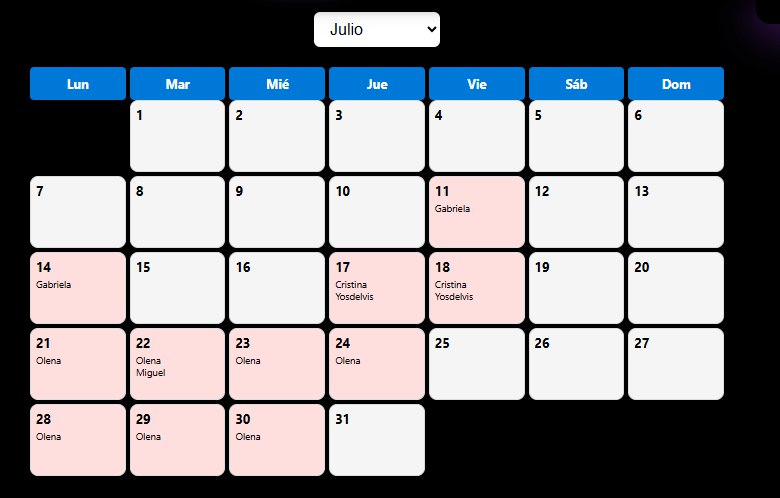 Julio
Lun Mar Mié Jue Vie Sáb Dom
1 2 3 4 5 6
7 8 9 10 11 12 13
Gabriela
14 15 16 17 18 19 20
Gabriela Cristina Cristina
Yosdelvis Yosdelvis
21 22 23 24 25 26 27
Olena Olena Olena Olena
Miguel
28 29 30 31
Olena Olena Olena